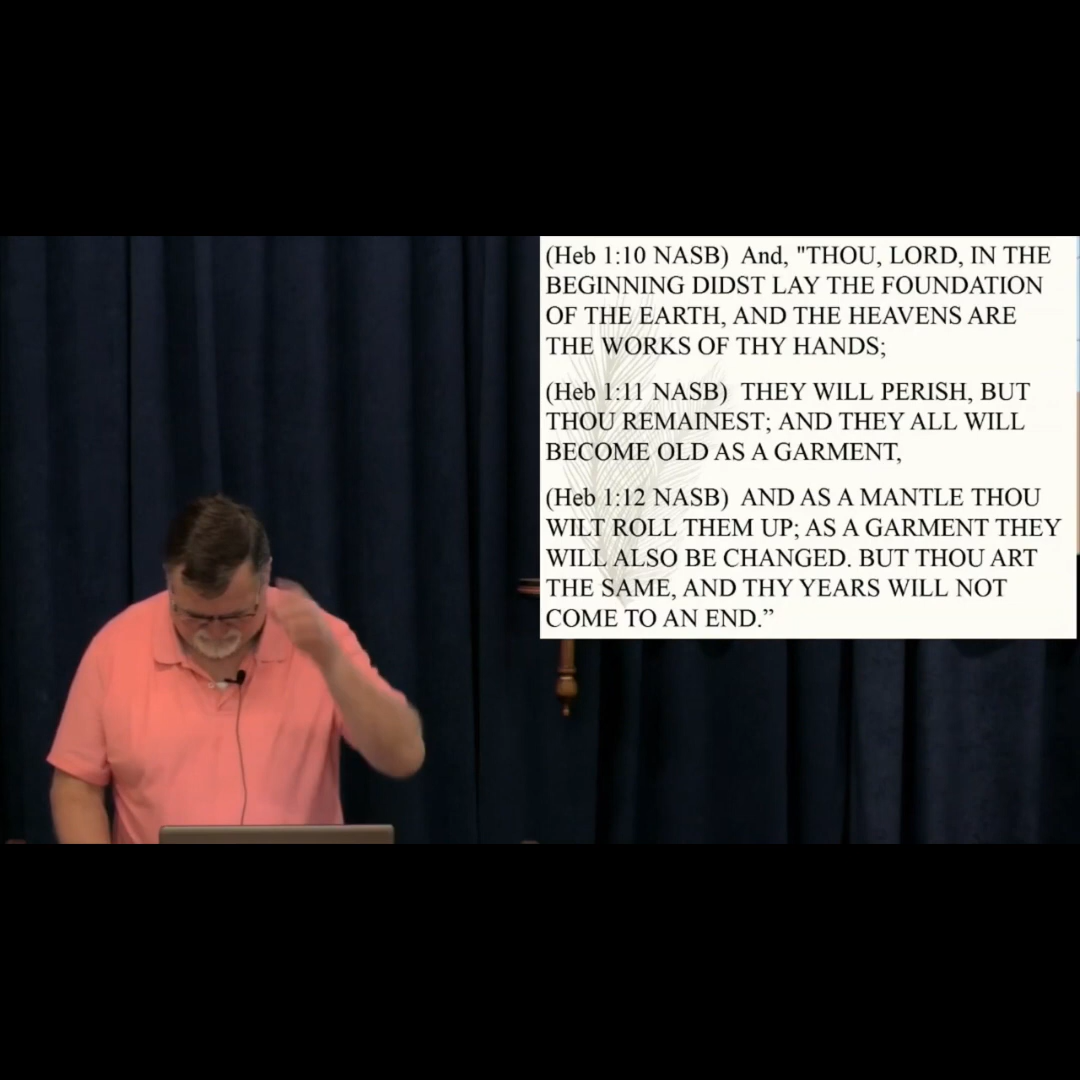 (Heb 1:10 NASB)  And, "THOU, LORD, IN THE
BEGINNING DIDST LAY THE FOUNDATION
OF THE EARTH, AND THE HEAVENS ARE
THE WORKS OF THY HANDS;
(Heb 1:11 NASB)  THEY WILL PERISH, BUT
THOU REMAINEST; AND THEY ALL WILL
BECOME OLD AS A GARMENT,
(Heb 1:12 NASB)  AND AS A MANTLE THOU
WILT ROLL THEM UP; AS A GARMENT THEY
WILL ALSO BE CHANGED. BUT THOU ART
THE SAME, AND THY YEARS WILL NOT
COME TO AN END.”